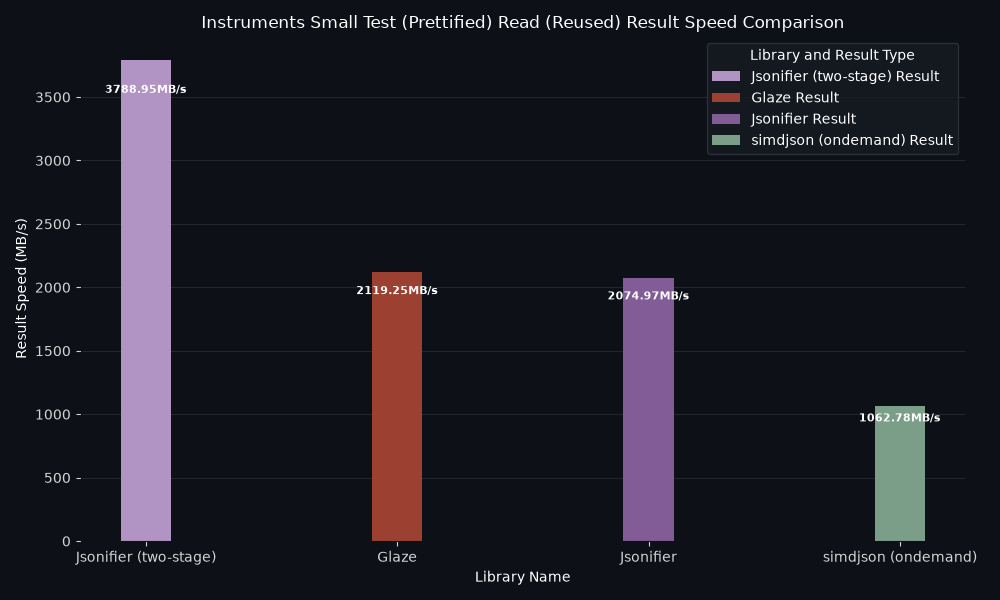 Instruments Small Test (Prettified) Read (Reused) Result Speed Comparison
Library and Result Type
Jsonifier (two-stage) Result
Glaze Result
Jsonifier Result
simdjson (ondemand) Result
Result Speed (MB/s)
3500
3000
2500
2000
1500
1000
500
0
3788.95MB/s
2119.25MB/s
2074.97MB/s
1062.78MB/s
Jsonifier (two-stage)
Glaze
Jsonifier
simdjson (ondemand)
Library Name